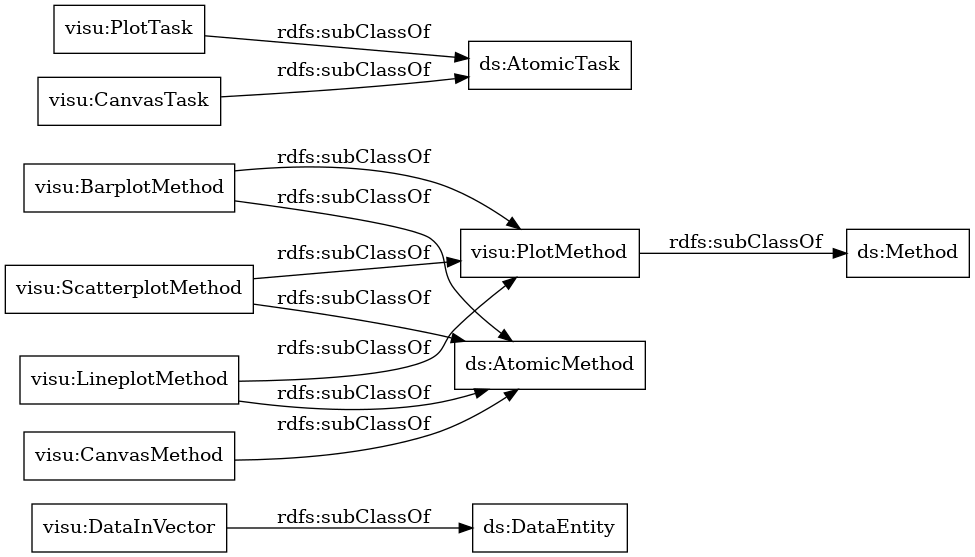 visu:PlotTask
rdfs:subClassOf
ds:AtomicTask
rdfs:subClassOf
visu:CanvasTask
rdfs:subClassOf
visu:BarplotMethod
rdfs:subClassOf
visu:PlotMethod
rdfs:subClassOf
ds:Method
rdfs:subClassOf
visu:ScatterplotMethod
rdfs:subClassOf
rdfs:subClassOf
ds:AtomicMethod
visu:LineplotMethod
rdfs:subClassOf
rdfs:subClassOf
visu:CanvasMethod
visu:DataInVector
rdfs:subClassOf
ds:DataEntity